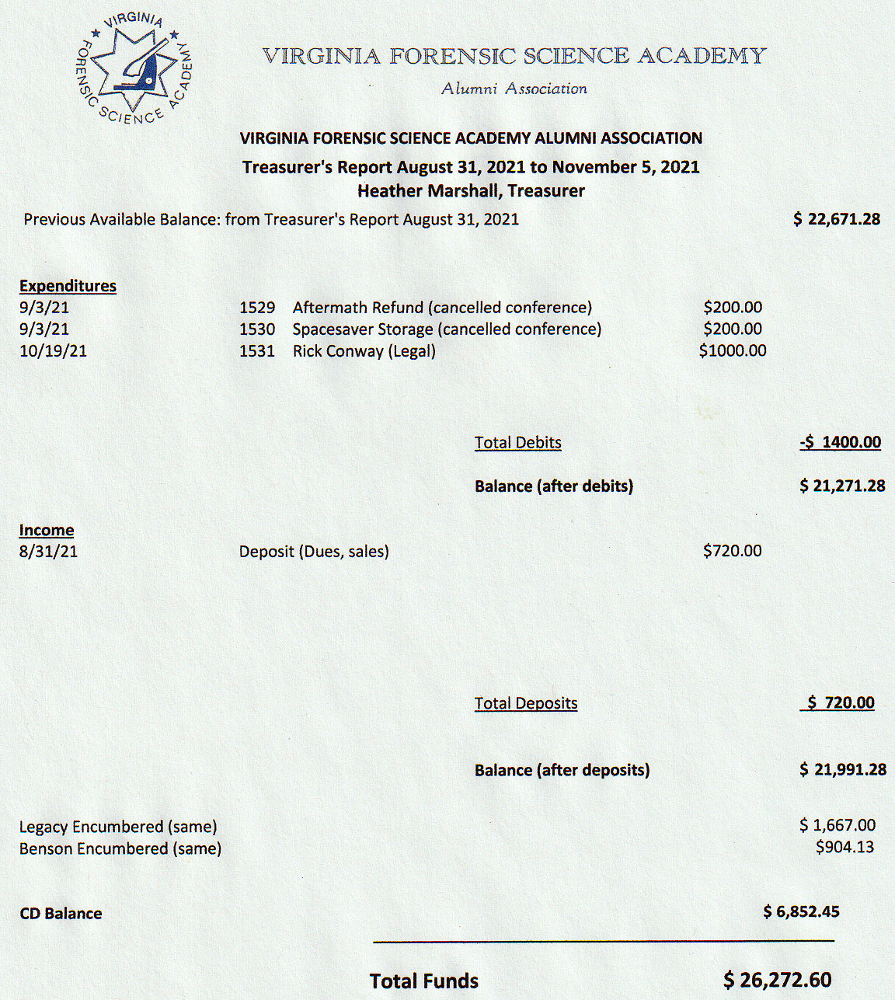 VIRGINIA
FORENSIC SCIENCE ACADEMY
VIRGINIA FORENSIC SCIENCE ACADEMY
Alumni Association
VIRGINIA FORENSIC SCIENCE ACADEMY ALUMNI ASSOCIATION
Treasurer's Report August 31, 2021 to November 5, 2021
Heather Marshall, Treasurer
Previous Available Balance: from Treasurer's Report August 31, 2021 $ 22,671.28
Expenditures
9/3/21 1529 Aftermath Refund (cancelled conference) $200.00
9/3/21 1530 Spacesaver Storage (cancelled conference) $200.00
10/19/21 1531 Rick Conway (Legal) $1000.00
Total Debits -$ 1400.00
Balance (after debits) $ 21,271.28
Income
8/31/21 Deposit (Dues, sales) $720.00
Total Deposits $ 720.00
Balance (after deposits) $ 21,991.28
Legacy Encumbered (same) $ 1,667.00
Benson Encumbered (same) $904.13
CD Balance $ 6,852.45
Total Funds $ 26,272.60